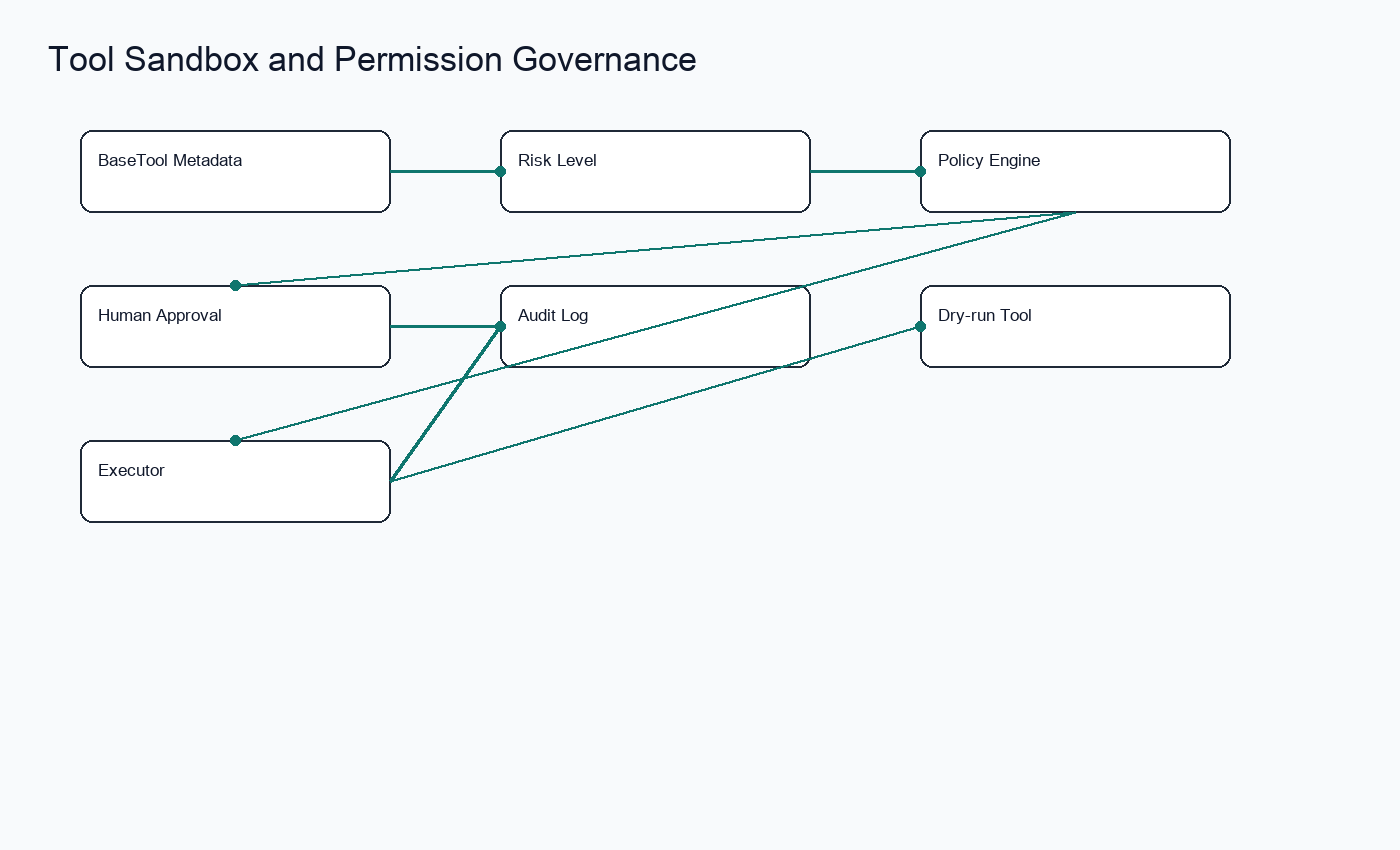 Tool Sandbox and Permission Governance
BaseTool Metadata
Risk Level
Policy Engine
Human Approval
Audit Log
Dry-run Tool
Executor